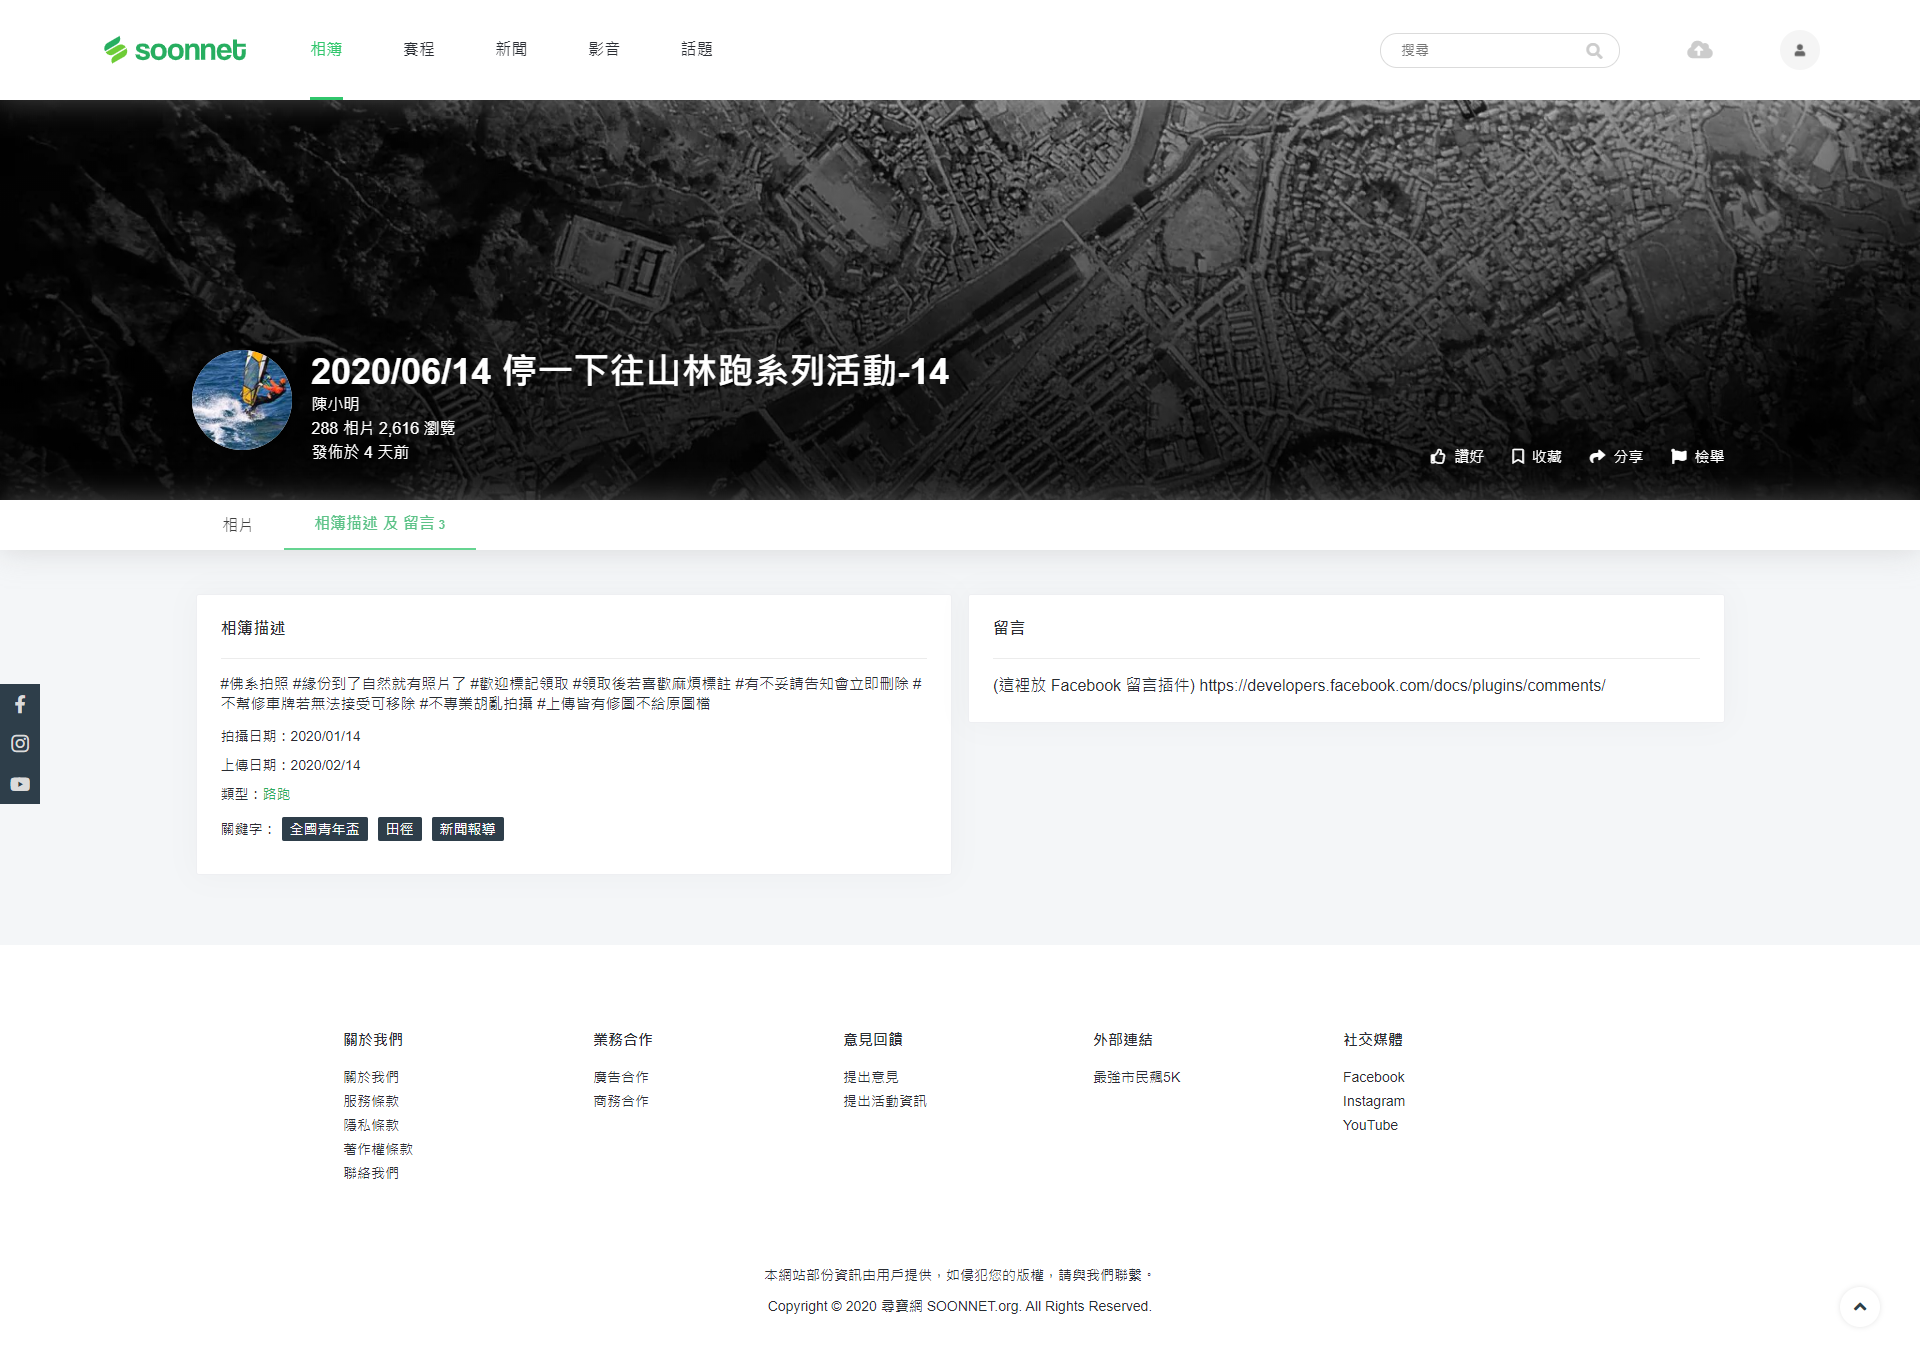 soonnet
相簿
賽程
新聞
影音
話題
搜尋
2020/06/14 停一下往山林跑系列活動-14
陳小明
288 相片 2,616 瀏覽
發佈於 4 天前
讚好
收藏
分享
檢舉
相片
相簿描述 及 留言 3
相簿描述
#佛系拍照 #緣份到了自然就有照片了 #歡迎標記領取 #領取後若喜歡麻煩標註 #有不妥請告知會立即刪除 #
不幫修車牌若無法接受可移除 #不專業胡亂拍攝 #上傳皆有修圖不給原圖檔
拍攝日期：2020/01/14
上傳日期：2020/02/14
類型：路跑
關鍵字： 全國青年盃 田徑 新聞報導
留言
(這裡放 Facebook 留言插件) https://developers.facebook.com/docs/plugins/comments/
關於我們
關於我們
服務條款
隱私條款
著作權條款
聯絡我們
業務合作
廣告合作
商務合作
意見回饋
提出意見
提出活動資訊
外部連結
最強市民飆5K
社交媒體
Facebook
Instagram
YouTube
本網站部份資訊由用戶提供，如侵犯您的版權，請與我們聯繫。
Copyright © 2020 尋寶網 SOONNET.org. All Rights Reserved.